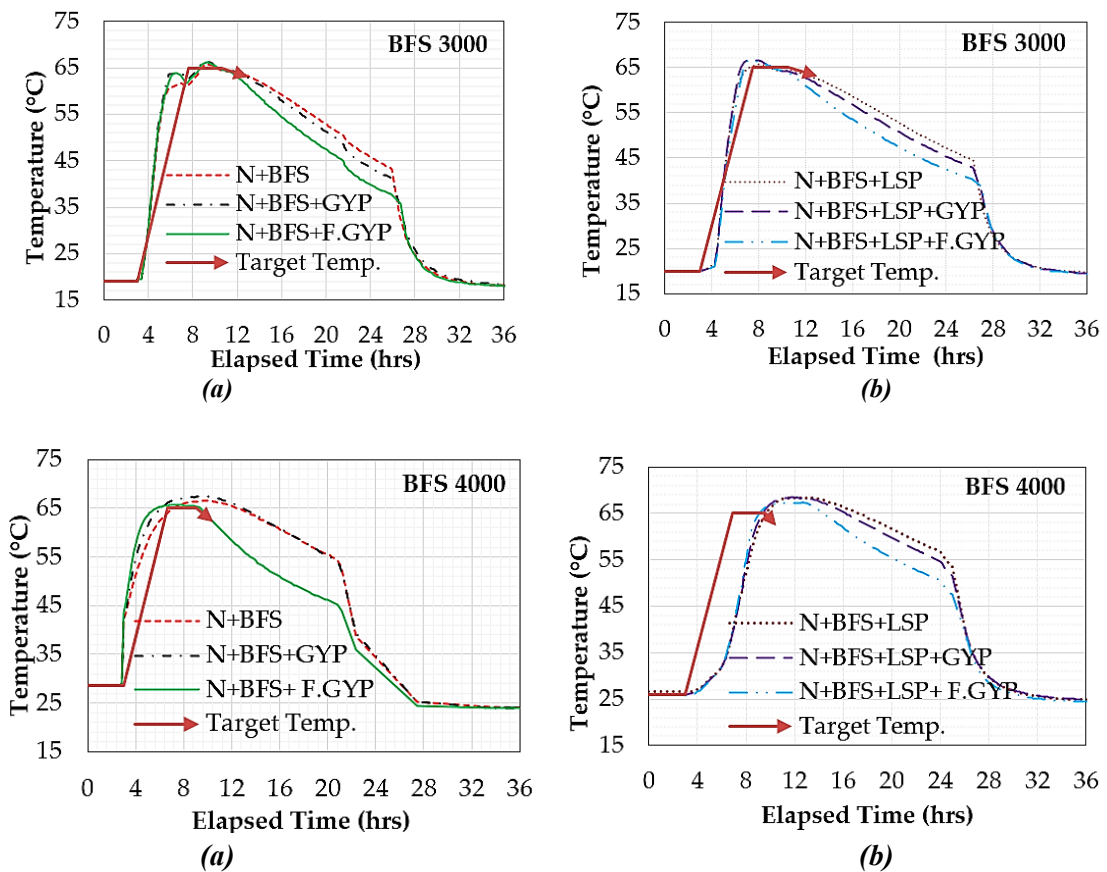 75
65
55
45
35
25
15
Temperature (°C)
BFS 3000
N+BFS
N+BFS+GYP
N+BFS+F.GYP
Target Temp.
0 4 8 12 16 20 24 28 32 36
Elapsed Time (hrs)
(a)
75
65
55
45
35
25
15
Temperature (°C)
BFS 3000
N+BFS+LSP
N+BFS+LSP+GYP
N+BFS+LSP+F.GYP
Target Temp.
0 4 8 12 16 20 24 28 32 36
Elapsed Time (hrs)
(b)
75
65
55
45
35
25
15
Temperature (°C)
BFS 4000
N+BFS
N+BFS+GYP
N+BFS+ F.GYP
Target Temp.
0 4 8 12 16 20 24 28 32 36
Elapsed Time (hrs)
(a)
75
65
55
45
35
25
15
Temperature (°C)
BFS 4000
N+BFS+LSP
N+BFS+LSP+GYP
N+BFS+LSP+ F.GYP
Target Temp.
0 4 8 12 16 20 24 28 32 36
Elapsed Time (hrs)
(b)